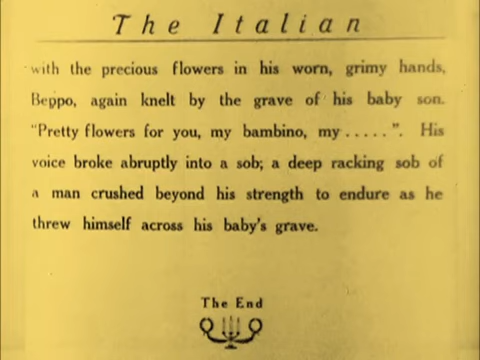 The Italian
with the precious flowers in his worn, grimy hands,
Beppo, again knelt by the grave of his baby son.
"Pretty flowers for you, my bambino, my .....". His
voice broke abruptly into a sob; a deep racking sob of
a man crushed beyond his strength to endure as he
threw himself across his baby's grave.
The End